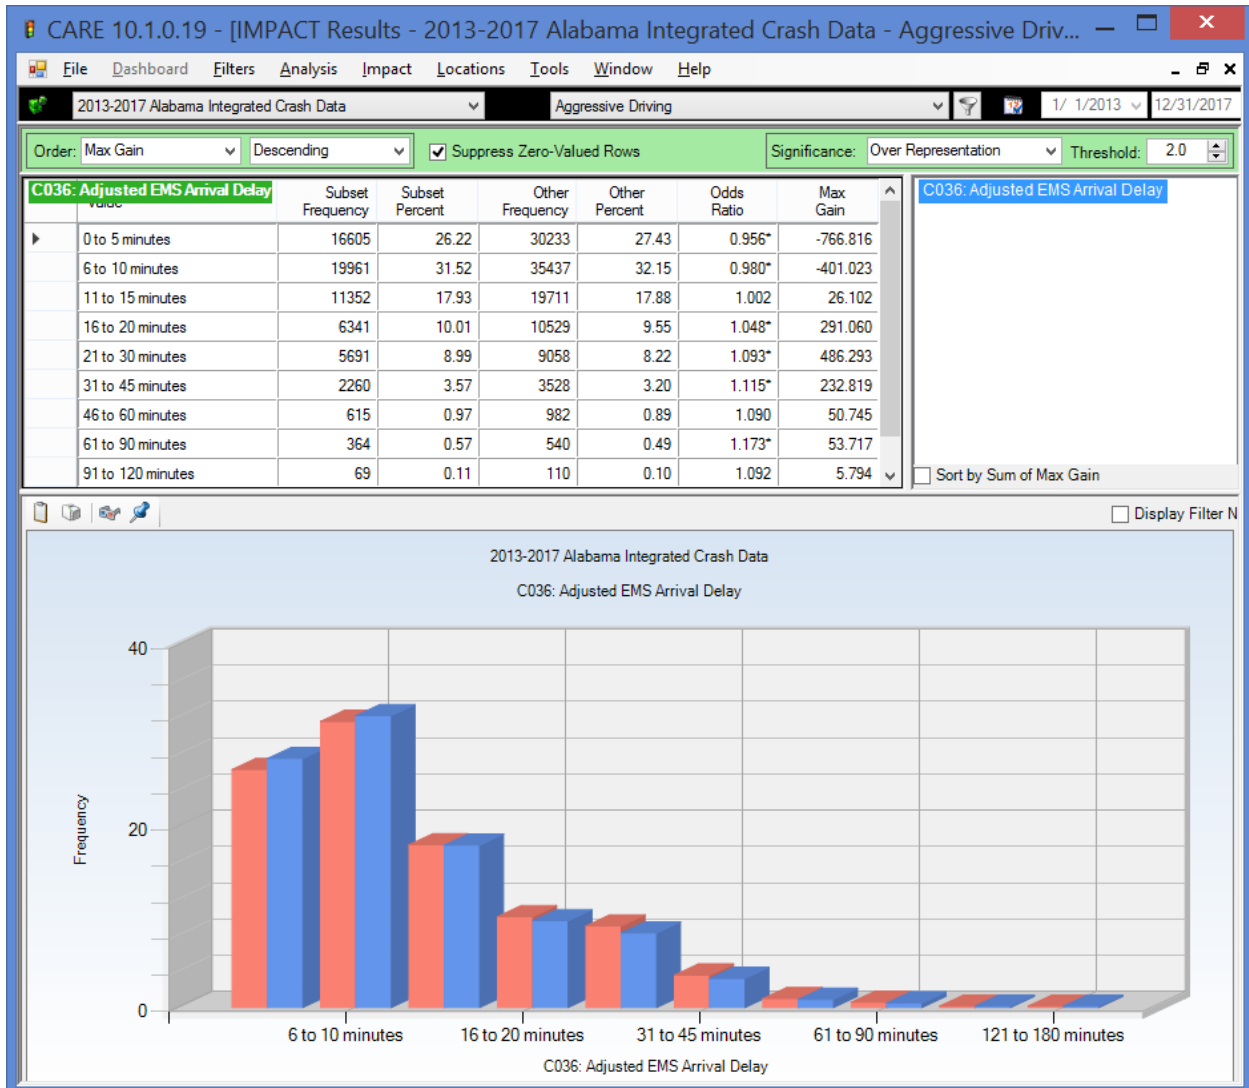 CARE 10.1.0.19 - [IMPACT Results - 2013-2017 Alabama Integrated Crash Data - Aggressive Driv...
File Dashboard Filters Analysis Impact Locations Tools Window Help
2013-2017 Alabama Integrated Crash Data Aggressive Driving 1/ 1/2013 12/31/2017
Order: Max Gain Descending Suppress Zero-Valued Rows Significance: Over Representation Threshold: 2.0
C036: Adjusted EMS Arrival Delay Subset Frequency Subset Percent Other Frequency Other Percent Odds Ratio Max Gain C036: Adjusted EMS Arrival Delay
0 to 5 minutes 16605 26.22 30233 27.43 0.956* -766.816
6 to 10 minutes 19961 31.52 35437 32.15 0.980* -401.023
11 to 15 minutes 11352 17.93 19711 17.88 1.002 26.102
16 to 20 minutes 6341 10.01 10529 9.55 1.048* 291.060
21 to 30 minutes 5691 8.99 9058 8.22 1.093* 486.293
31 to 45 minutes 2260 3.57 3528 3.20 1.115* 232.819
46 to 60 minutes 615 0.97 982 0.89 1.090 50.745
61 to 90 minutes 364 0.57 540 0.49 1.173* 53.717
91 to 120 minutes 69 0.11 110 0.10 1.092 5.794
Sort by Sum of Max Gain
Display Filter N
2013-2017 Alabama Integrated Crash Data
C036: Adjusted EMS Arrival Delay
40
20
0
Frequency
6 to 10 minutes 16 to 20 minutes 31 to 45 minutes 61 to 90 minutes 121 to 180 minutes
C036: Adjusted EMS Arrival Delay